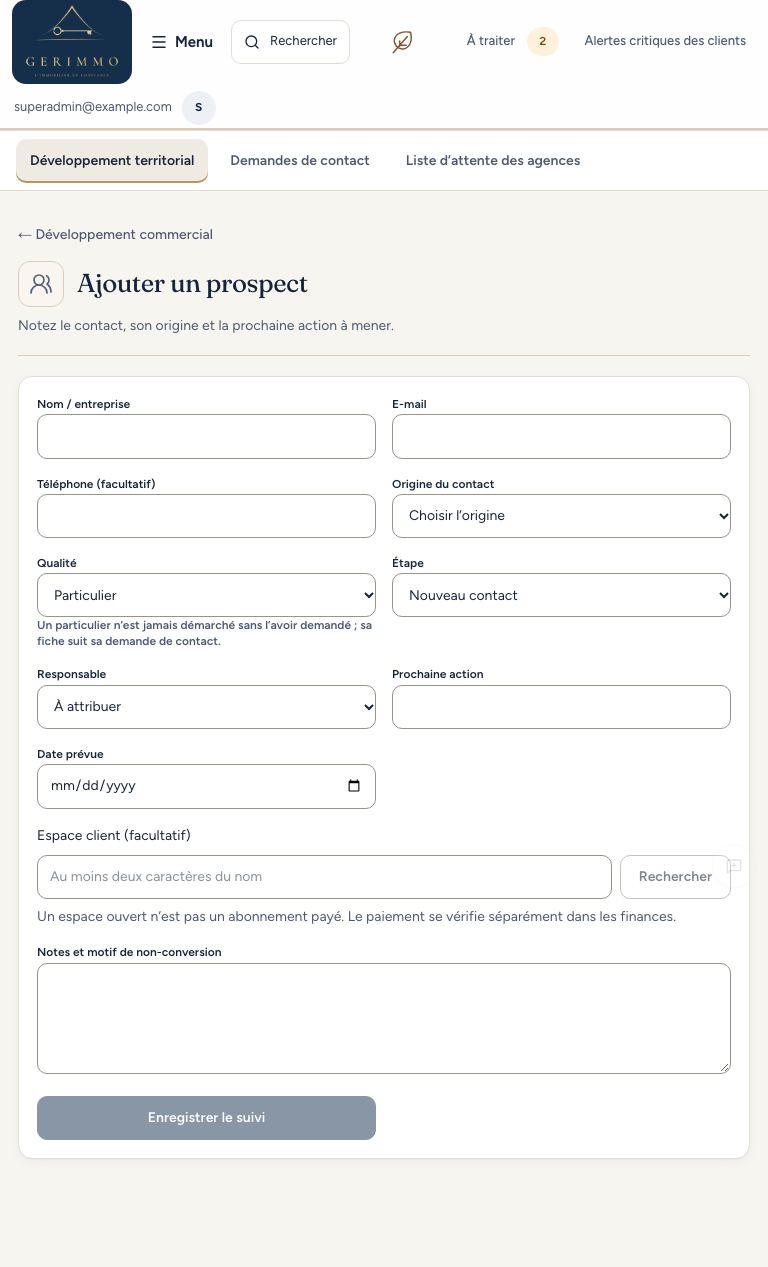 GERIMMO
Menu
Rechercher
À traiter
2
Alertes critiques des clients
superadmin@example.com
S
Développement territorial
Demandes de contact
Liste d’attente des agences
← Développement commercial
Ajouter un prospect
Notez le contact, son origine et la prochaine action à mener.
Nom / entreprise
E-mail
Téléphone (facultatif)
Origine du contact
Choisir l’origine
Qualité
Étape
Particulier
Nouveau contact
Un particulier n’est jamais démarché sans l’avoir demandé ; sa
fiche suit sa demande de contact.
Responsable
Prochaine action
À attribuer
Date prévue
mm/dd/yyyy
Espace client (facultatif)
Au moins deux caractères du nom
Rechercher
Un espace ouvert n’est pas un abonnement payé. Le paiement se vérifie séparément dans les finances.
Notes et motif de non-conversion
Enregistrer le suivi